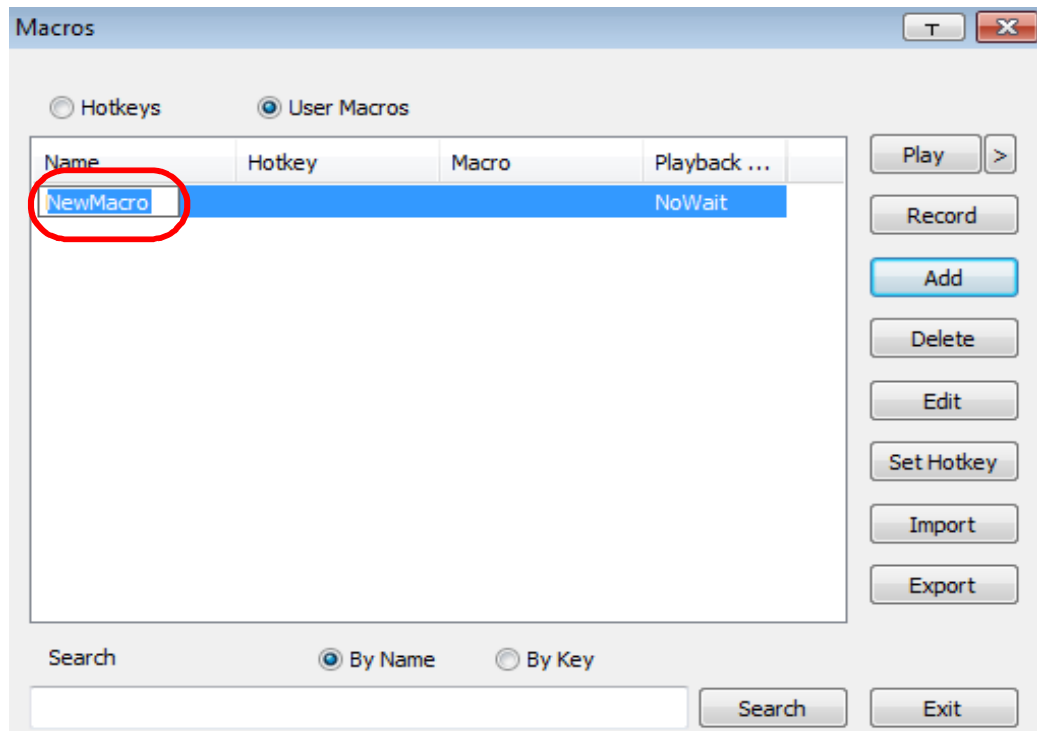 Macros T
Hotkeys User Macros
Name Hotkey Macro Playback ... Play >
NewMacro NoWait
Record
Add
Delete
Edit
Set Hotkey
Import
Export
Search By Name By Key
Search Exit